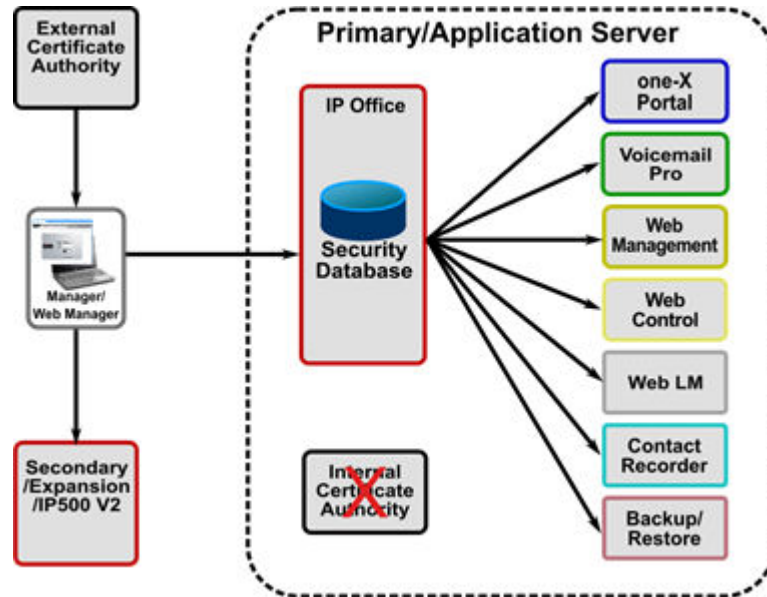 External
Certificate
Authority
Primary/Application Server
IP Office
Security
Database
one-X
Portal
Voicemail
Pro
Web
Management
Web
Control
Web LM
Contact
Recorder
Backup/
Restore
Manager/
Web Manager
Secondary
/Expansion
/IP500 V2
Internal
Certificate
Authority